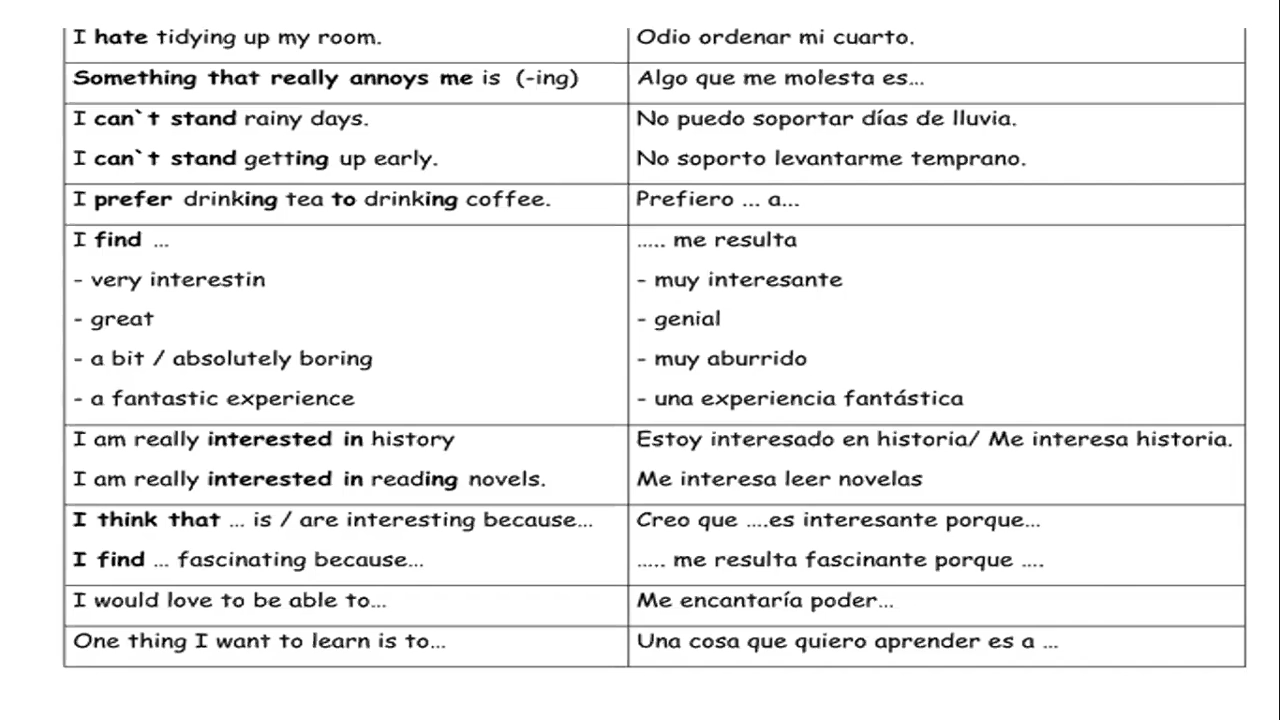 I hate tidying up my room.
Odio ordenar mi cuarto.
Something that really annoys me is (-ing)
Algo que me molesta es...
I can`t stand rainy days.
I can`t stand getting up early.
No puedo soportar días de lluvia.
No soporto levantarme temprano.
I prefer drinking tea to drinking coffee.
Prefiero ... a...
I find ...
- very interestin
- great
- a bit / absolutely boring
- a fantastic experience
..... me resulta
- muy interesante
- genial
- muy aburrido
- una experiencia fantástica
I am really interested in history
I am really interested in reading novels.
Estoy interesado en historia/ Me interesa historia.
Me interesa leer novelas
I think that ... is / are interesting because...
I find ... fascinating because...
Creo que ....es interesante porque...
..... me resulta fascinante porque ....
I would love to be able to...
Me encantaría poder...
One thing I want to learn is to...
Una cosa que quiero aprender es a ...